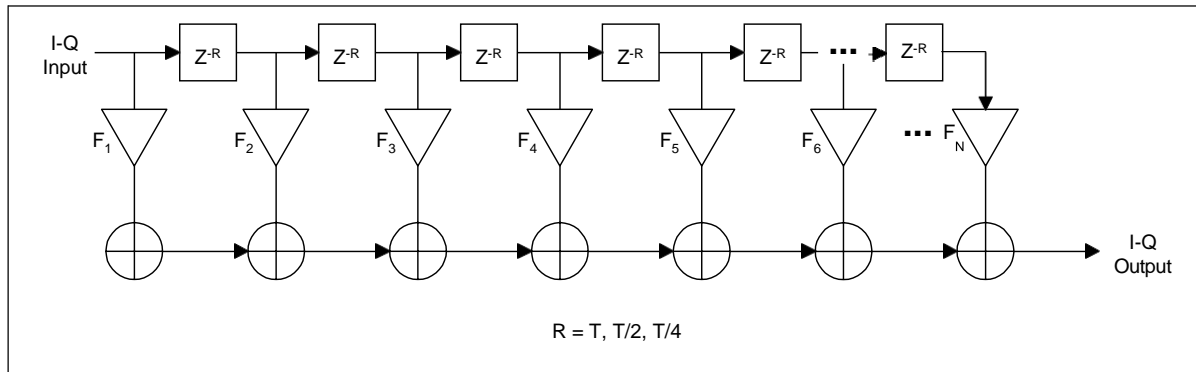 I-Q
Input
Z-R
Z-R
Z-R
Z-R
Z-R
...
Z-R
F1
F2
F3
F4
F5
F6
...
FN
I-Q
Output
R = T, T/2, T/4